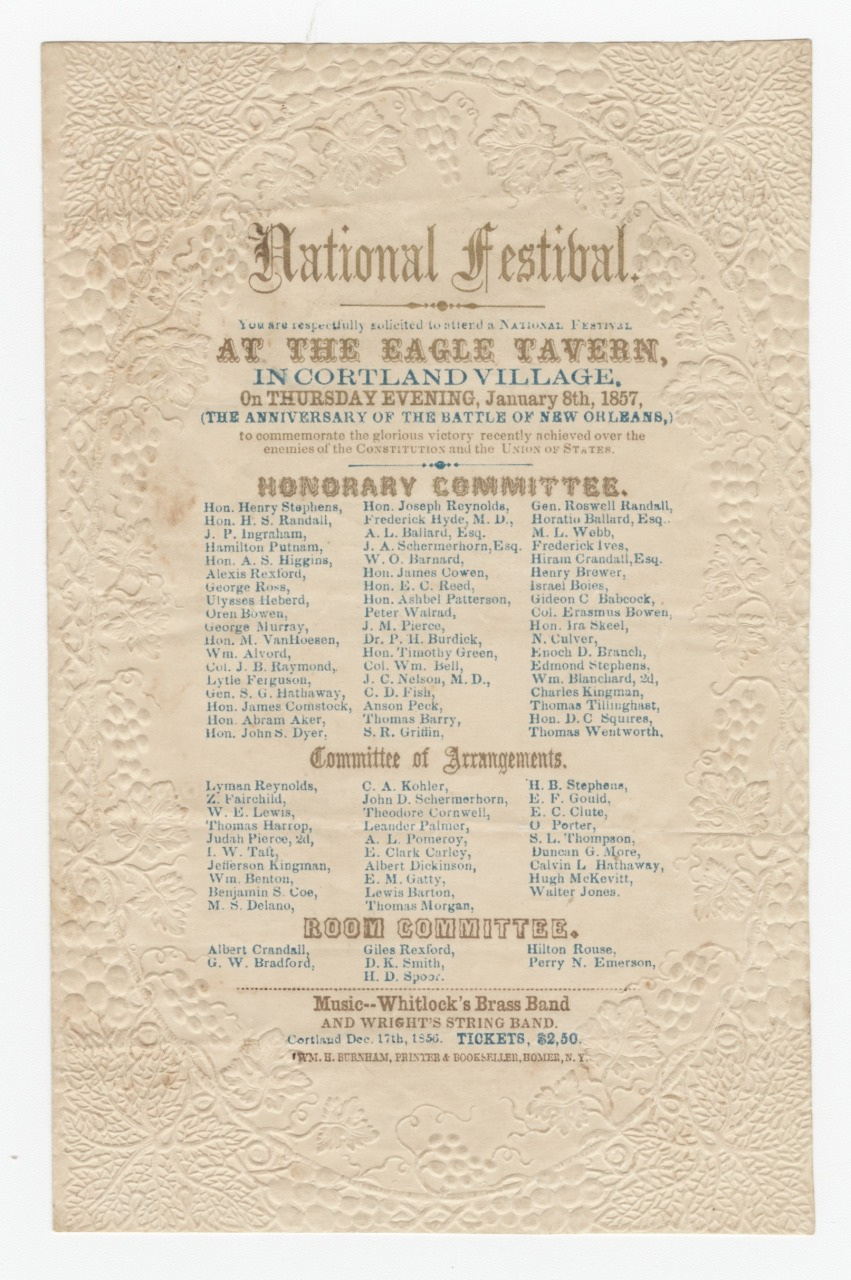 National Festival.
You are respectfully solicited to attend a NATIONAL FESTIVAL
AT THE EAGLE TAVERN,
IN CORTLAND VILLAGE,
On THURSDAY EVENING, January 8th, 1857,
(THE ANNIVERSARY OF THE BATTLE OF NEW ORLEANS,)
to commemorate the glorious victory recently achieved over the
enemies of the CONSTITUTION and the UNION OF STATES.
HONORARY COMMITTEE.
Hon. Henry Stephens, Hon. Joseph Reynolds, Gen. Roswell Randall,
Hon. H. S. Randall, Frederick Hyde, M. D., Horatio Ballard, Esq..
J. P. Ingraham, A. L. Ballard, Esq. M. L. Webb,
Hamilton Putnam, J. A. Schermerhorn, Esq. Frederick Ives,
Hon. A. S. Higgins, W. O. Barnard, Hiram Crandall, Esq.
Alexis Rexford, Hon. James Cowen, Henry Brewer,
George Ross, Hon. E. C. Reed, Israel Boies,
Ulysses Heberd, Hon. Ashbel Patterson, Gideon C Babcock,
Oren Bowen, Peter Walrad, Col. Erasmus Bowen,
George Murray, J. M. Pierce, Hon. Ira Skeel,
Hon. M. VanHoesen, Dr. P. H. Burdick, N. Culver,
Wm. Alvord, Hon. Timothy Green, Enoch D. Branch,
Col. J. B. Raymond, Col. Wm. Bell, Edmond Stephens,
Lytle Ferguson, J. C. Nelson, M. D., Wm. Blanchard, 2d,
Gen. S. G. Hathaway, C. D. Fish, Charles Kingman,
Hon. James Comstock, Anson Peck, Thomas Tillinghast,
Hon. Abram Aker, Thomas Barry, Hon. D. C Squires,
Hon. John S. Dyer, S. R. Griffin, Thomas Wentworth,
Committee of Arrangements.
Lyman Reynolds, C. A. Kohler, H. B. Stephens,
Z. Fairchild, John D. Schermerhorn, E. F. Gould,
W. E. Lewis, Theodore Cornwell, E. C. Clute,
Thomas Harrop, Leander Palmer, O Porter,
Judah Pierce, 2d, A. L. Pomeroy, S. L. Thompson,
I. W. Taft, E. Clark Carley, Duncan G. More,
Jefferson Kingman, Albert Dickinson, Calvin L Hathaway,
Wm. Benton, E. M. Gatty, Hugh McKevitt,
Benjamin S. Coe, Lewis Barton, Walter Jones.
M. S. Delano, Thomas Morgan,
ROOM COMMITTEE.
Albert Crandall, Giles Rexford, Hilton Rouse,
G. W. Bradford, D. K. Smith, Perry N. Emerson,
H. D. Spoor.
Music--Whitlock's Brass Band
AND WRIGHT'S STRING BAND.
Cortland Dec. 17th, 1856. TICKETS, $2,50.
WM. H. BURNHAM, PRINTER & BOOKSELLER, HOMER, N. Y.